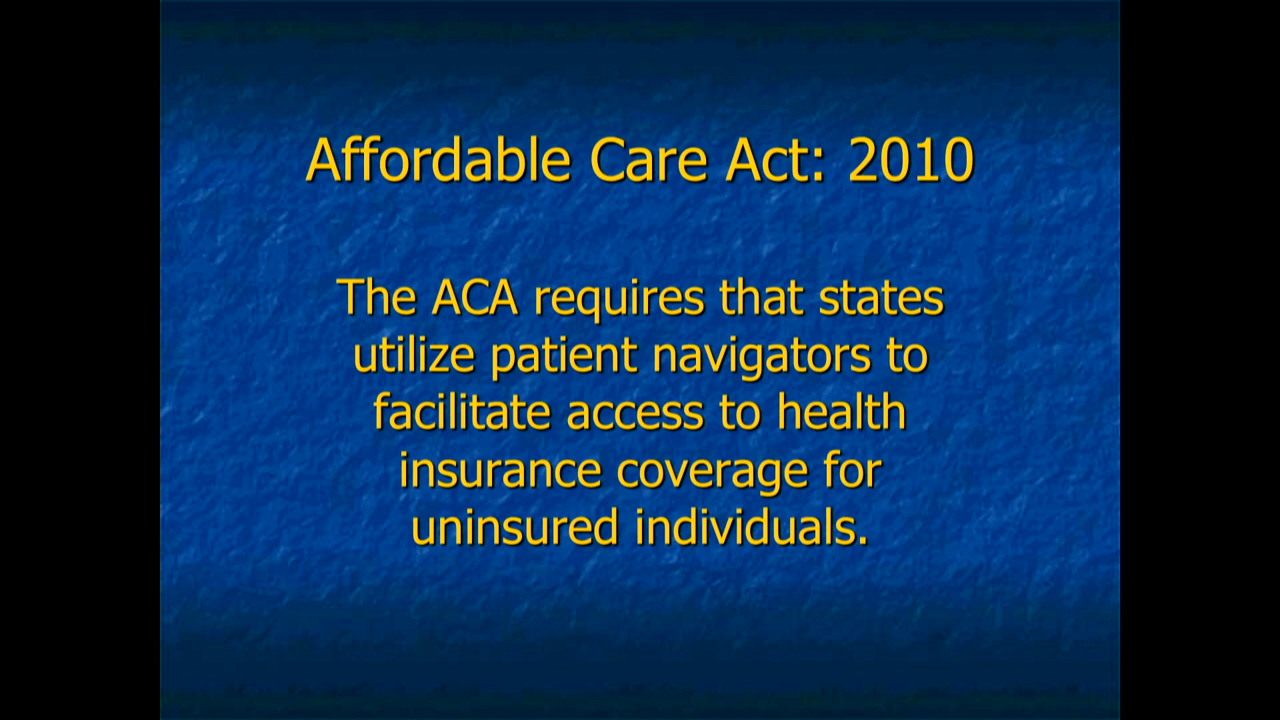 Affordable Care Act: 2010
The ACA requires that states
utilize patient navigators to
facilitate access to health
insurance coverage for
uninsured individuals.